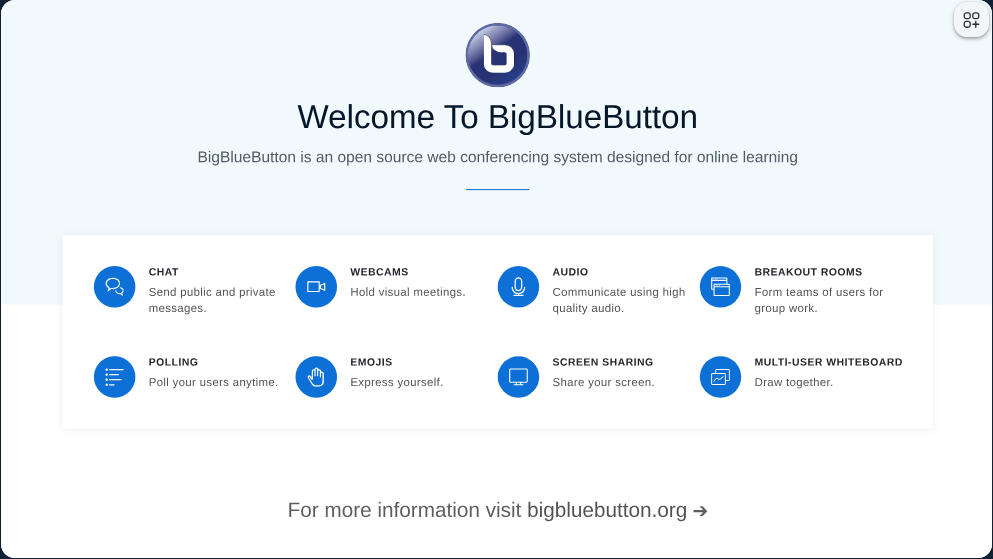 Welcome To BigBlueButton
BigBlueButton is an open source web conferencing system designed for online learning
CHAT
Send public and private
messages.
WEBCAMS
Hold visual meetings.
AUDIO
Communicate using high
quality audio.
BREAKOUT ROOMS
Form teams of users for
group work.
POLLING
Poll your users anytime.
EMOJIS
Express yourself.
SCREEN SHARING
Share your screen.
MULTI-USER WHITEBOARD
Draw together.
For more information visit bigbluebutton.org ➔